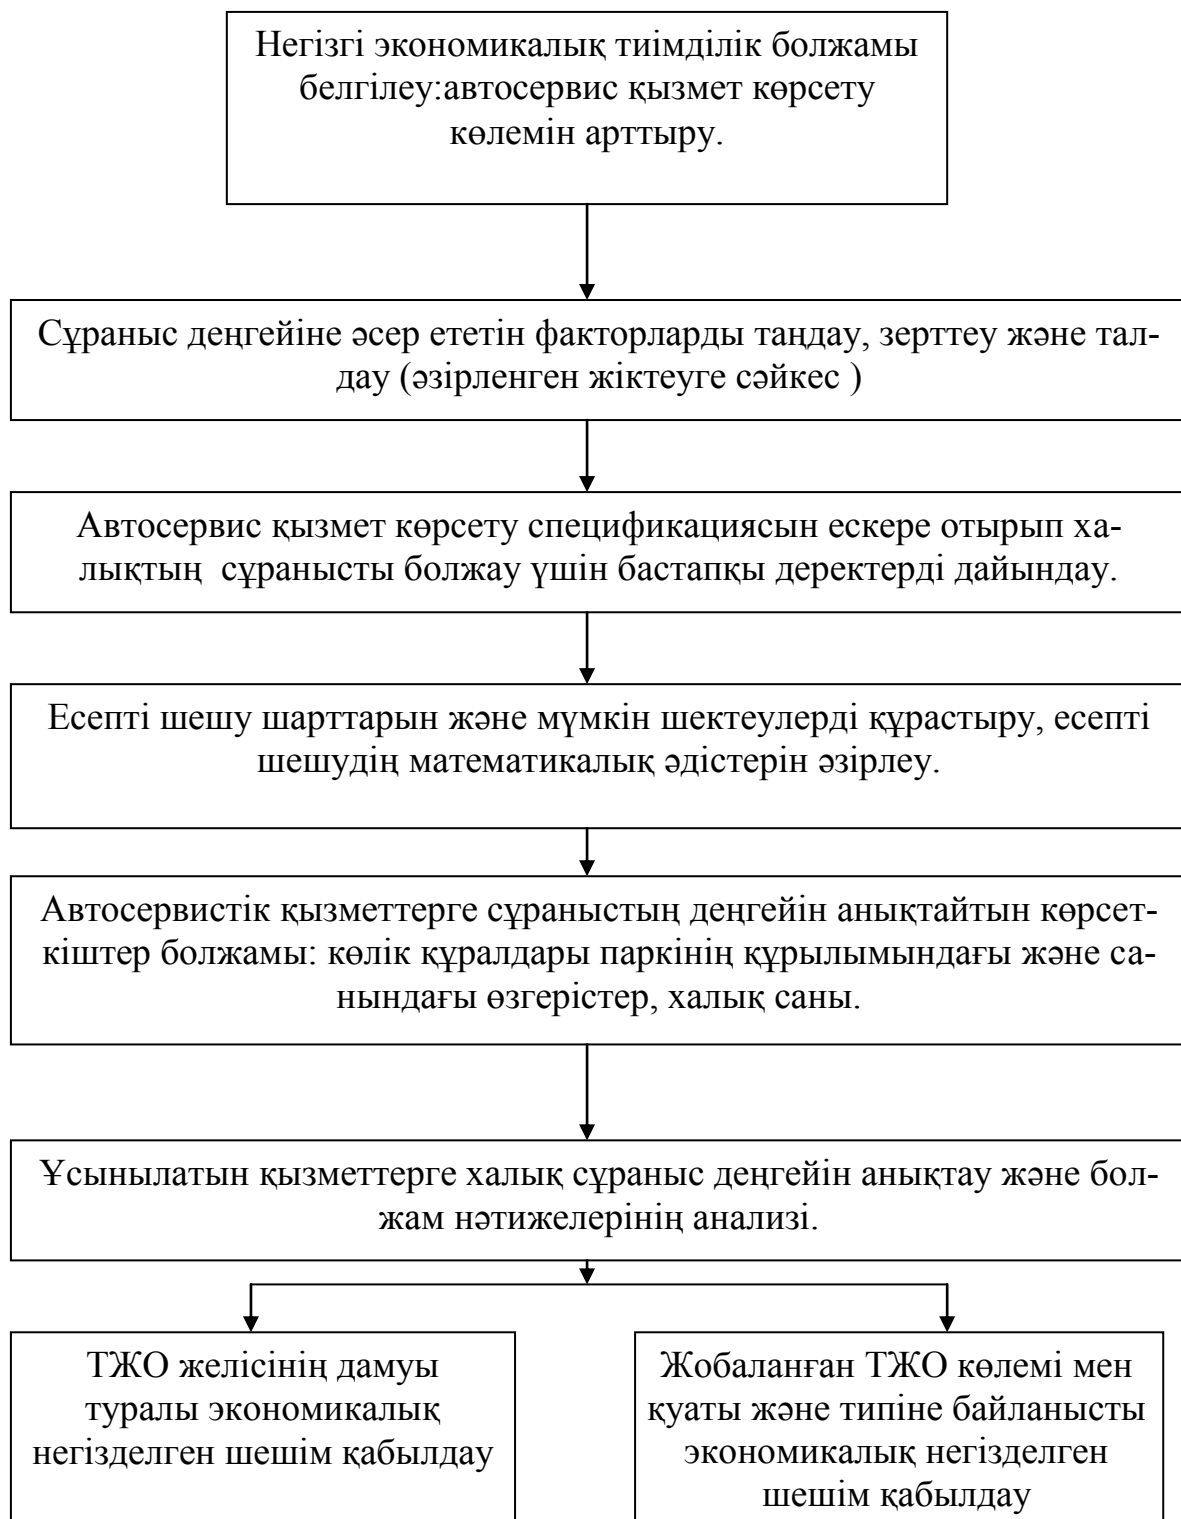 Негізгі экономикалық тиімділік болжамы
белгілеу:автосервис қызмет көрсету
көлемін арттыру.
Сұраныс деңгейіне әсер ететін факторларды таңдау, зерттеу және тал-
дау (әзірленген жіктеуге сәйкес )
Автосервис қызмет көрсету спецификациясын ескере отырып ха-
лықтың сұранысты болжау үшін бастапқы деректерді дайындау.
Есепті шешу шарттарын және мүмкін шектеулерді құрастыру, есепті
шешудің математикалық әдістерін әзірлеу.
Автосервистік қызметтерге сұраныстың деңгейін анықтайтын көрсет-
кіштер болжамы: көлік құралдары паркінің құрылымындағы және са-
нындағы өзгерістер, халық саны.
Ұсынылатын қызметтерге халық сұраныс деңгейін анықтау және бол-
жам нәтижелерінің анализі.
ТЖО желісінің дамуы
туралы экономикалық
негізделген шешім қабылдау
Жобаланған ТЖО көлемі мен
қуаты және типіне байланысты
экономикалық негізделген
шешім қабылдау